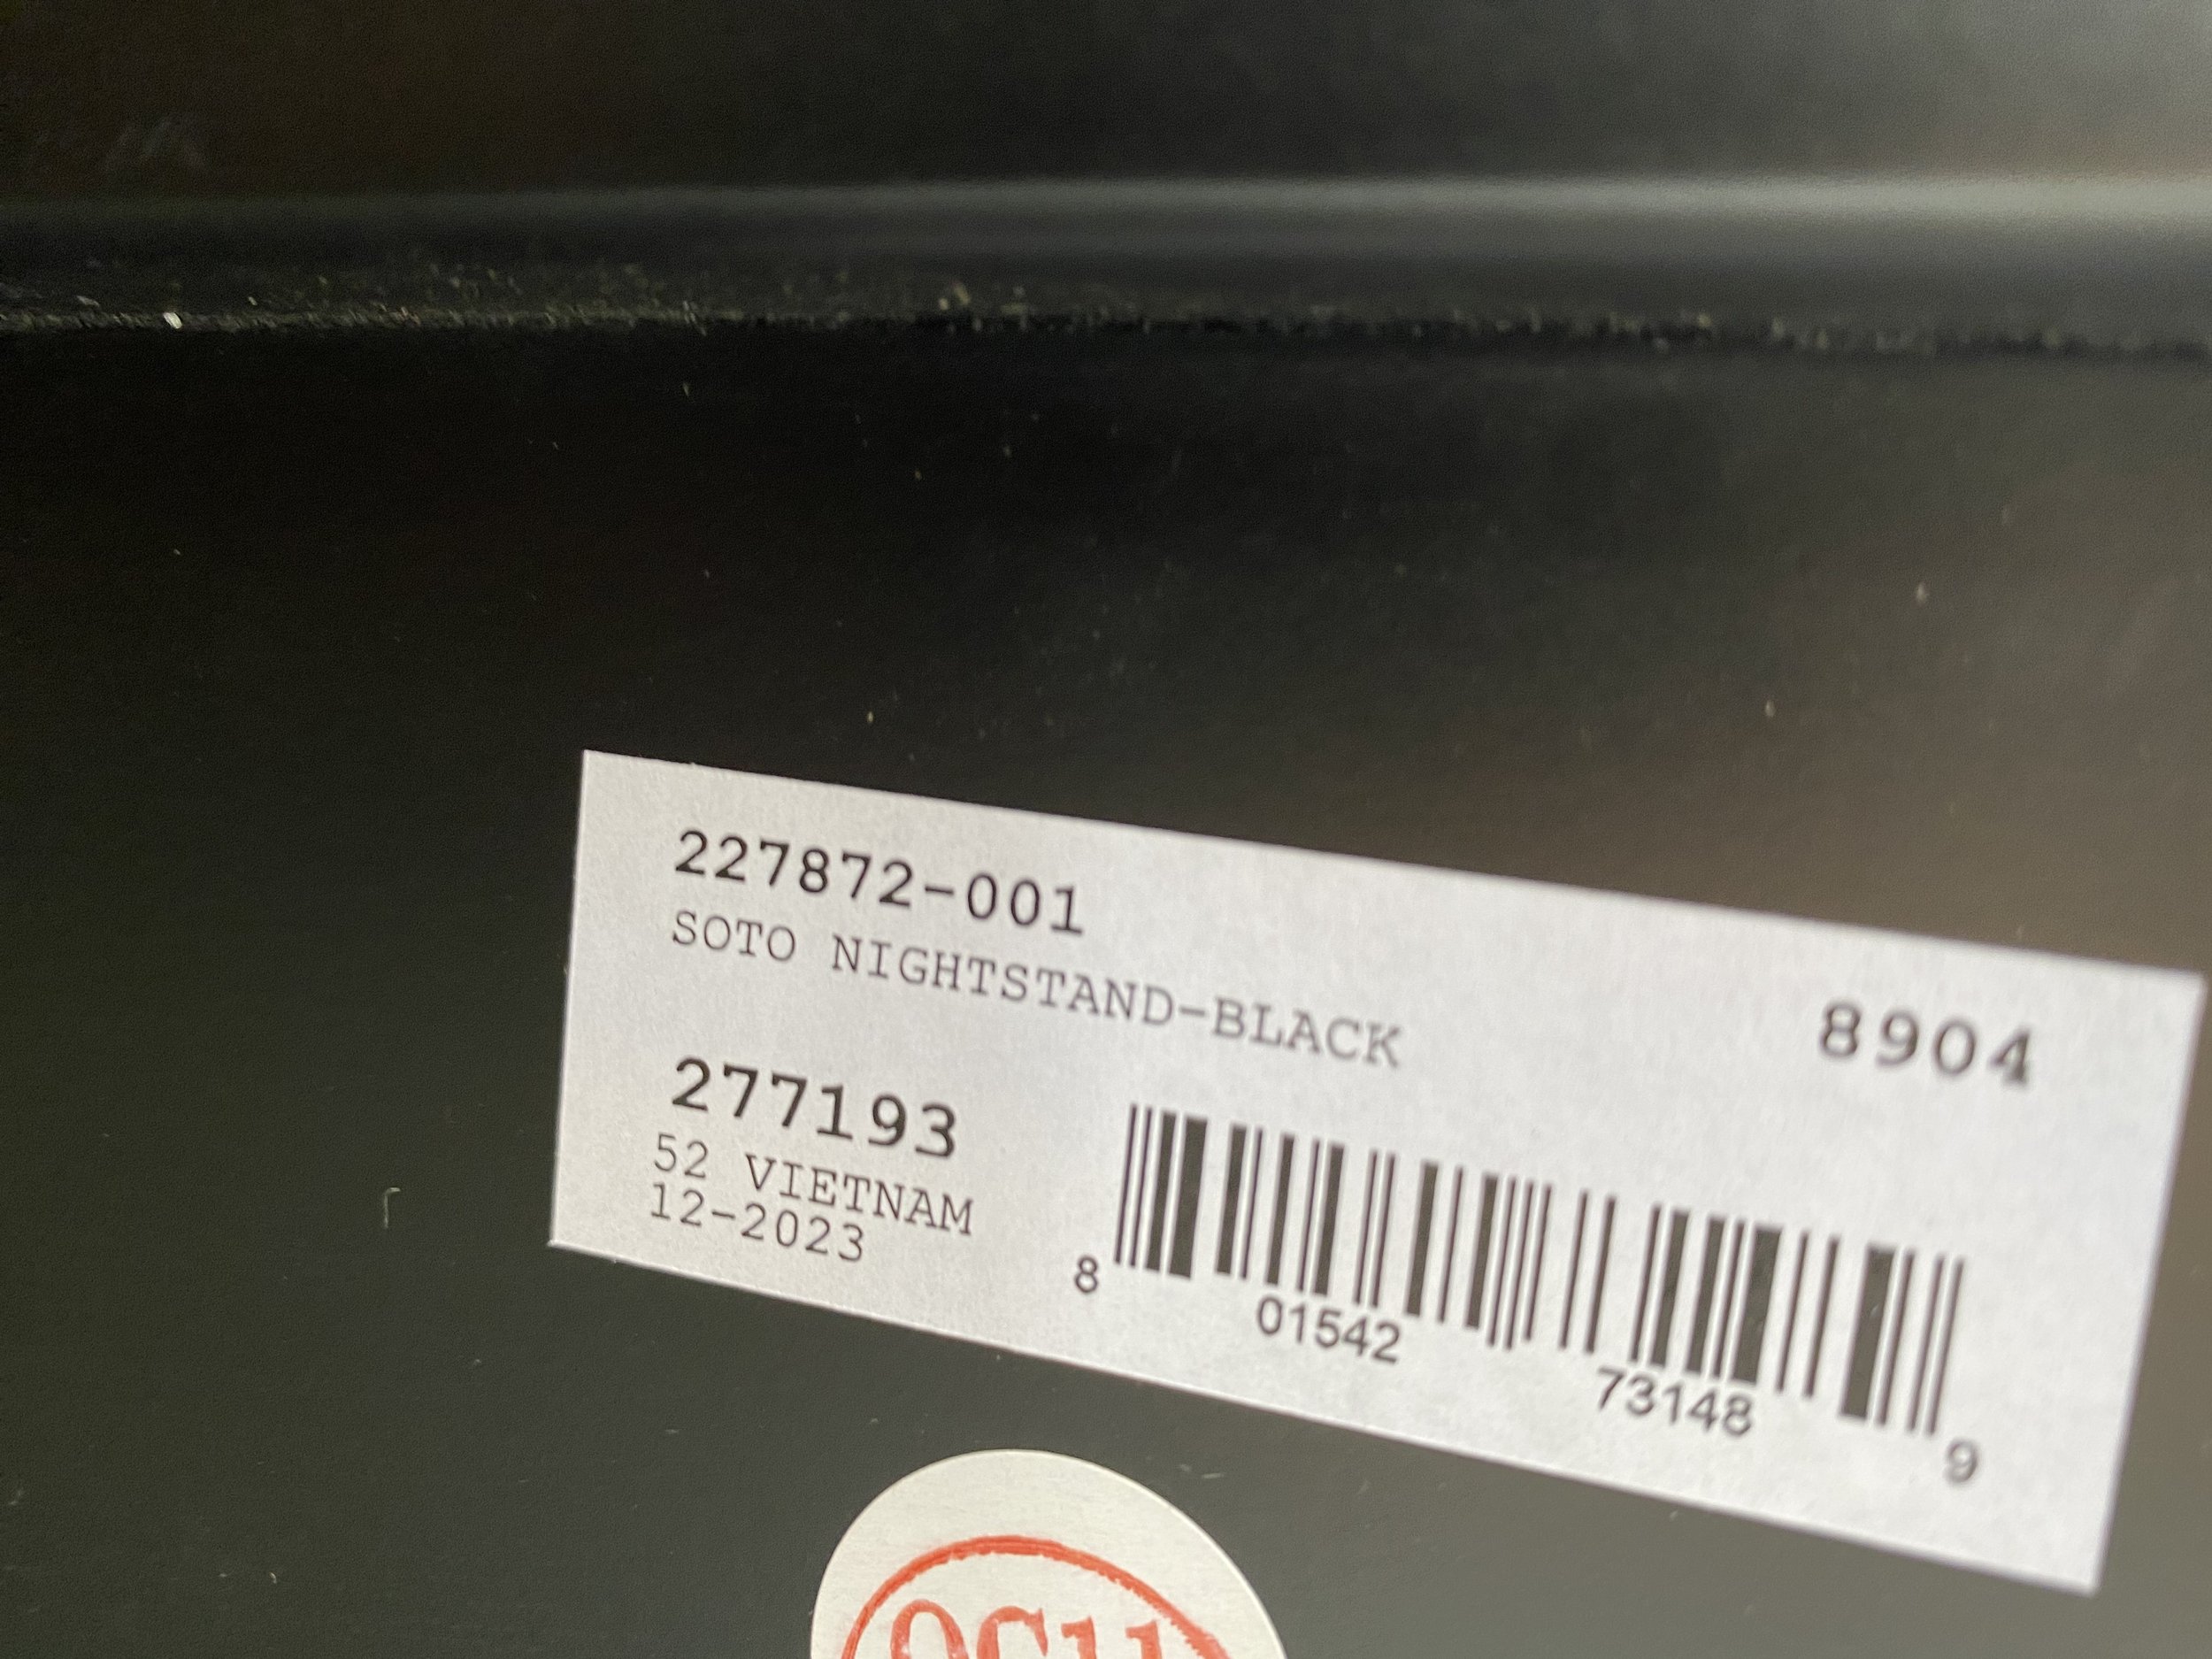 227872-001
SOTO NIGHTSTAND-BLACK
8904
277193
52 VIETNAM
12-2023
8 01542 73148 9